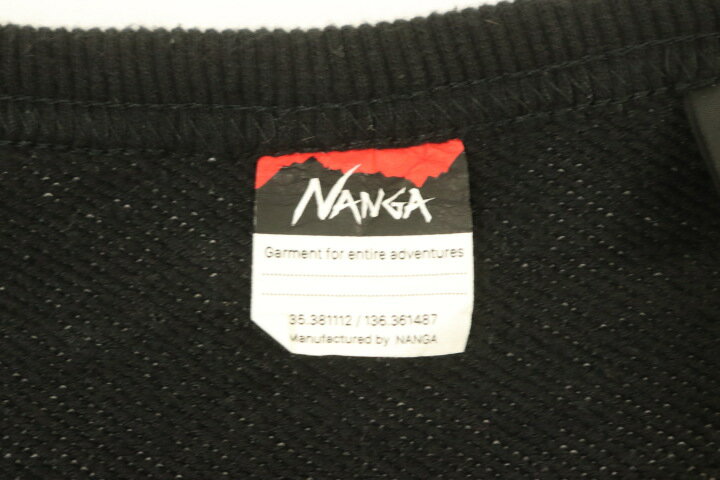 NANGA
Garment for entire adventures
35.381112 / 136.361487
Manufactured by NANGA